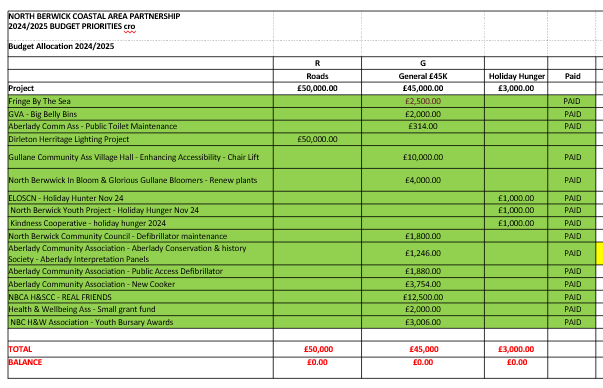 NORTH BERWICK COASTAL AREA PARTNERSHIP
2024/2025 BUDGET PRIORITIES cro
Budget Allocation 2024/2025
R G
Roads General £45K Holiday Hunger Paid
Project £50,000.00 £45,000.00 £3,000.00
Fringe By The Sea £2,500.00 PAID
GVA - Big Belly Bins £2,000.00 PAID
Aberlady Comm Ass - Public Toilet Maintenance £314.00 PAID
Dirleton Herritage Lighting Project £50,000.00
Gullane Community Ass Village Hall - Enhancing Accessibility - Chair Lift £10,000.00 PAID
North Berwwick In Bloom & Glorious Gullane Bloomers - Renew plants £4,000.00 PAID
ELOSCN - Holiday Hunter Nov 24 £1,000.00 PAID
North Berwick Youth Project - Holiday Hunger Nov 24 £1,000.00 PAID
Kindness Cooperative - holiday hunger 2024 £1,000.00 PAID
North Berwick Community Council - Defibrillator maintenance £1,800.00 PAID
Aberlady Community Association - Aberlady Conservation & history
Society - Aberlady Interpretation Panels £1,246.00 PAID
Aberlady Community Association - Public Access Defibrillator £1,880.00 PAID
Aberlady Community Association - New Cooker £3,754.00 PAID
NBCA H&SCC - REAL FRIENDS £12,500.00 PAID
Health & Wellbeing Ass - Small grant fund £2,000.00 PAID
NBC H&W Association - Youth Bursary Awards £3,006.00 PAID
TOTAL £50,000 £45,000 £3,000.00
BALANCE £0.00 £0.00 £0.00